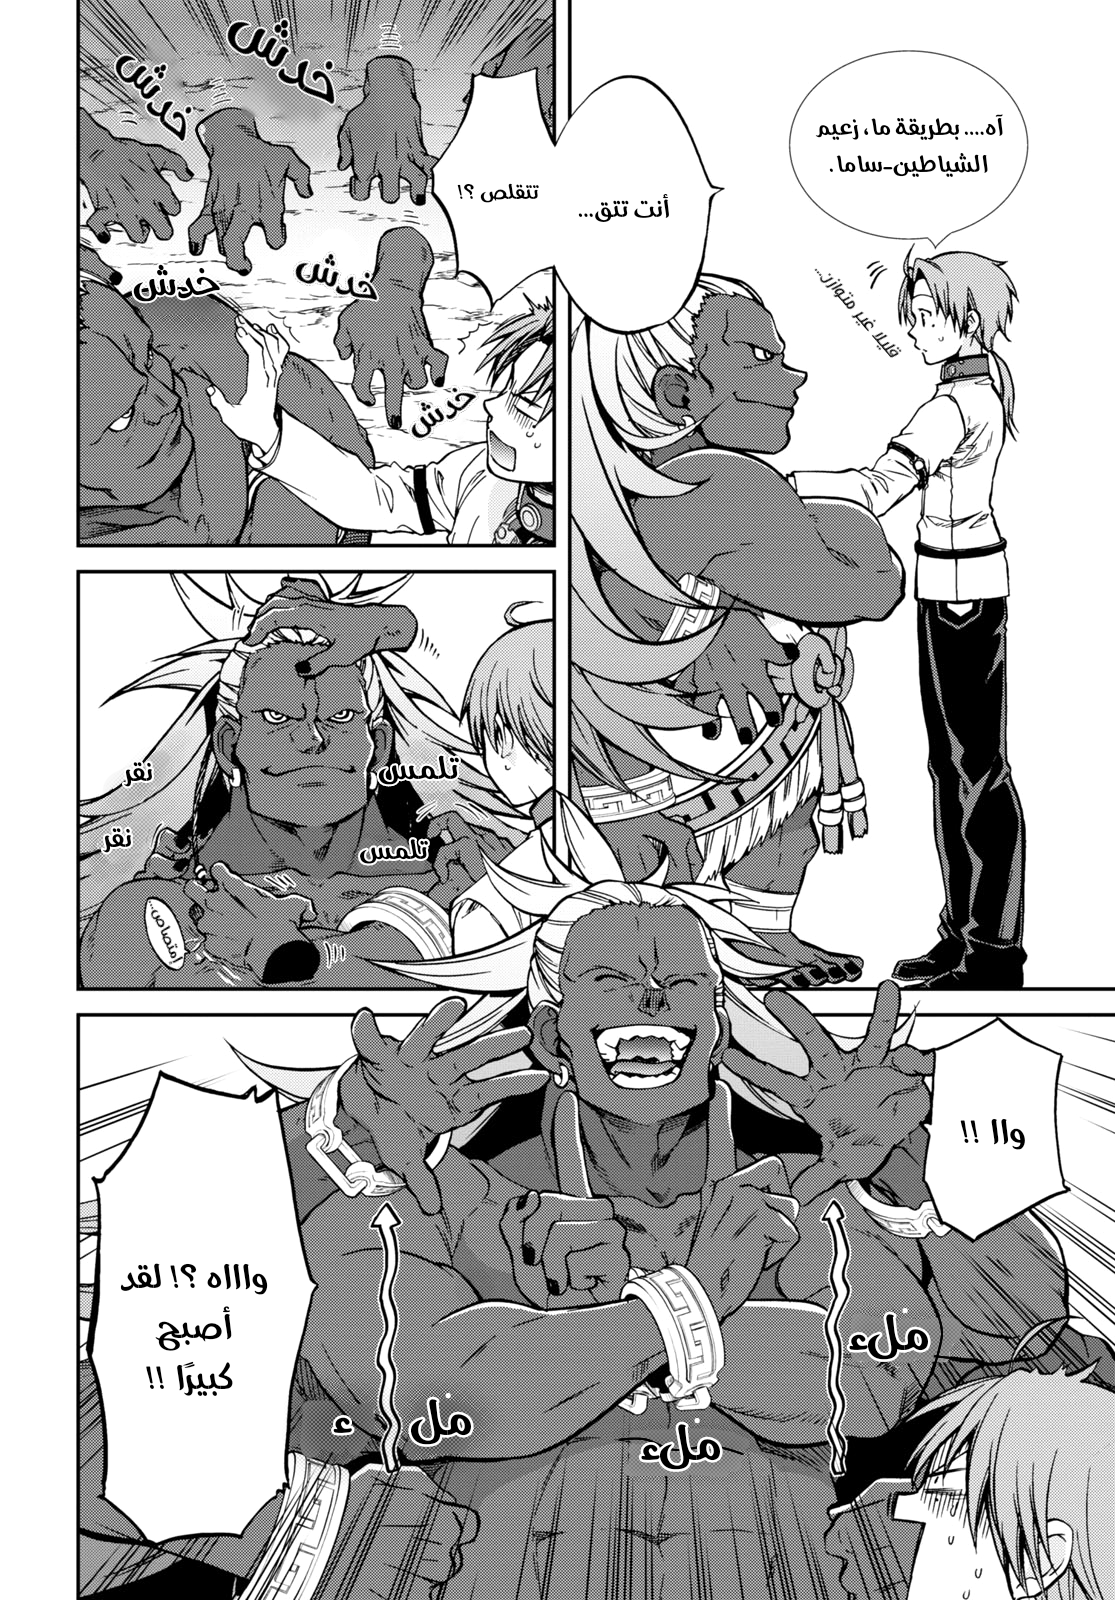 آه.... بطريقة ما، زعيم
الشياطين-ساما.
قليلا غير متوازن...
أنت تتق...
تتقلص ؟!
خدش
خدش
خدش
خدش
خدش
تلمس
تلمس
نقر
نقر
إمتصاص...
واا !!
واااه ؟! لقد
أصبح
كبيرًا !!
ملء
ملء
ملء